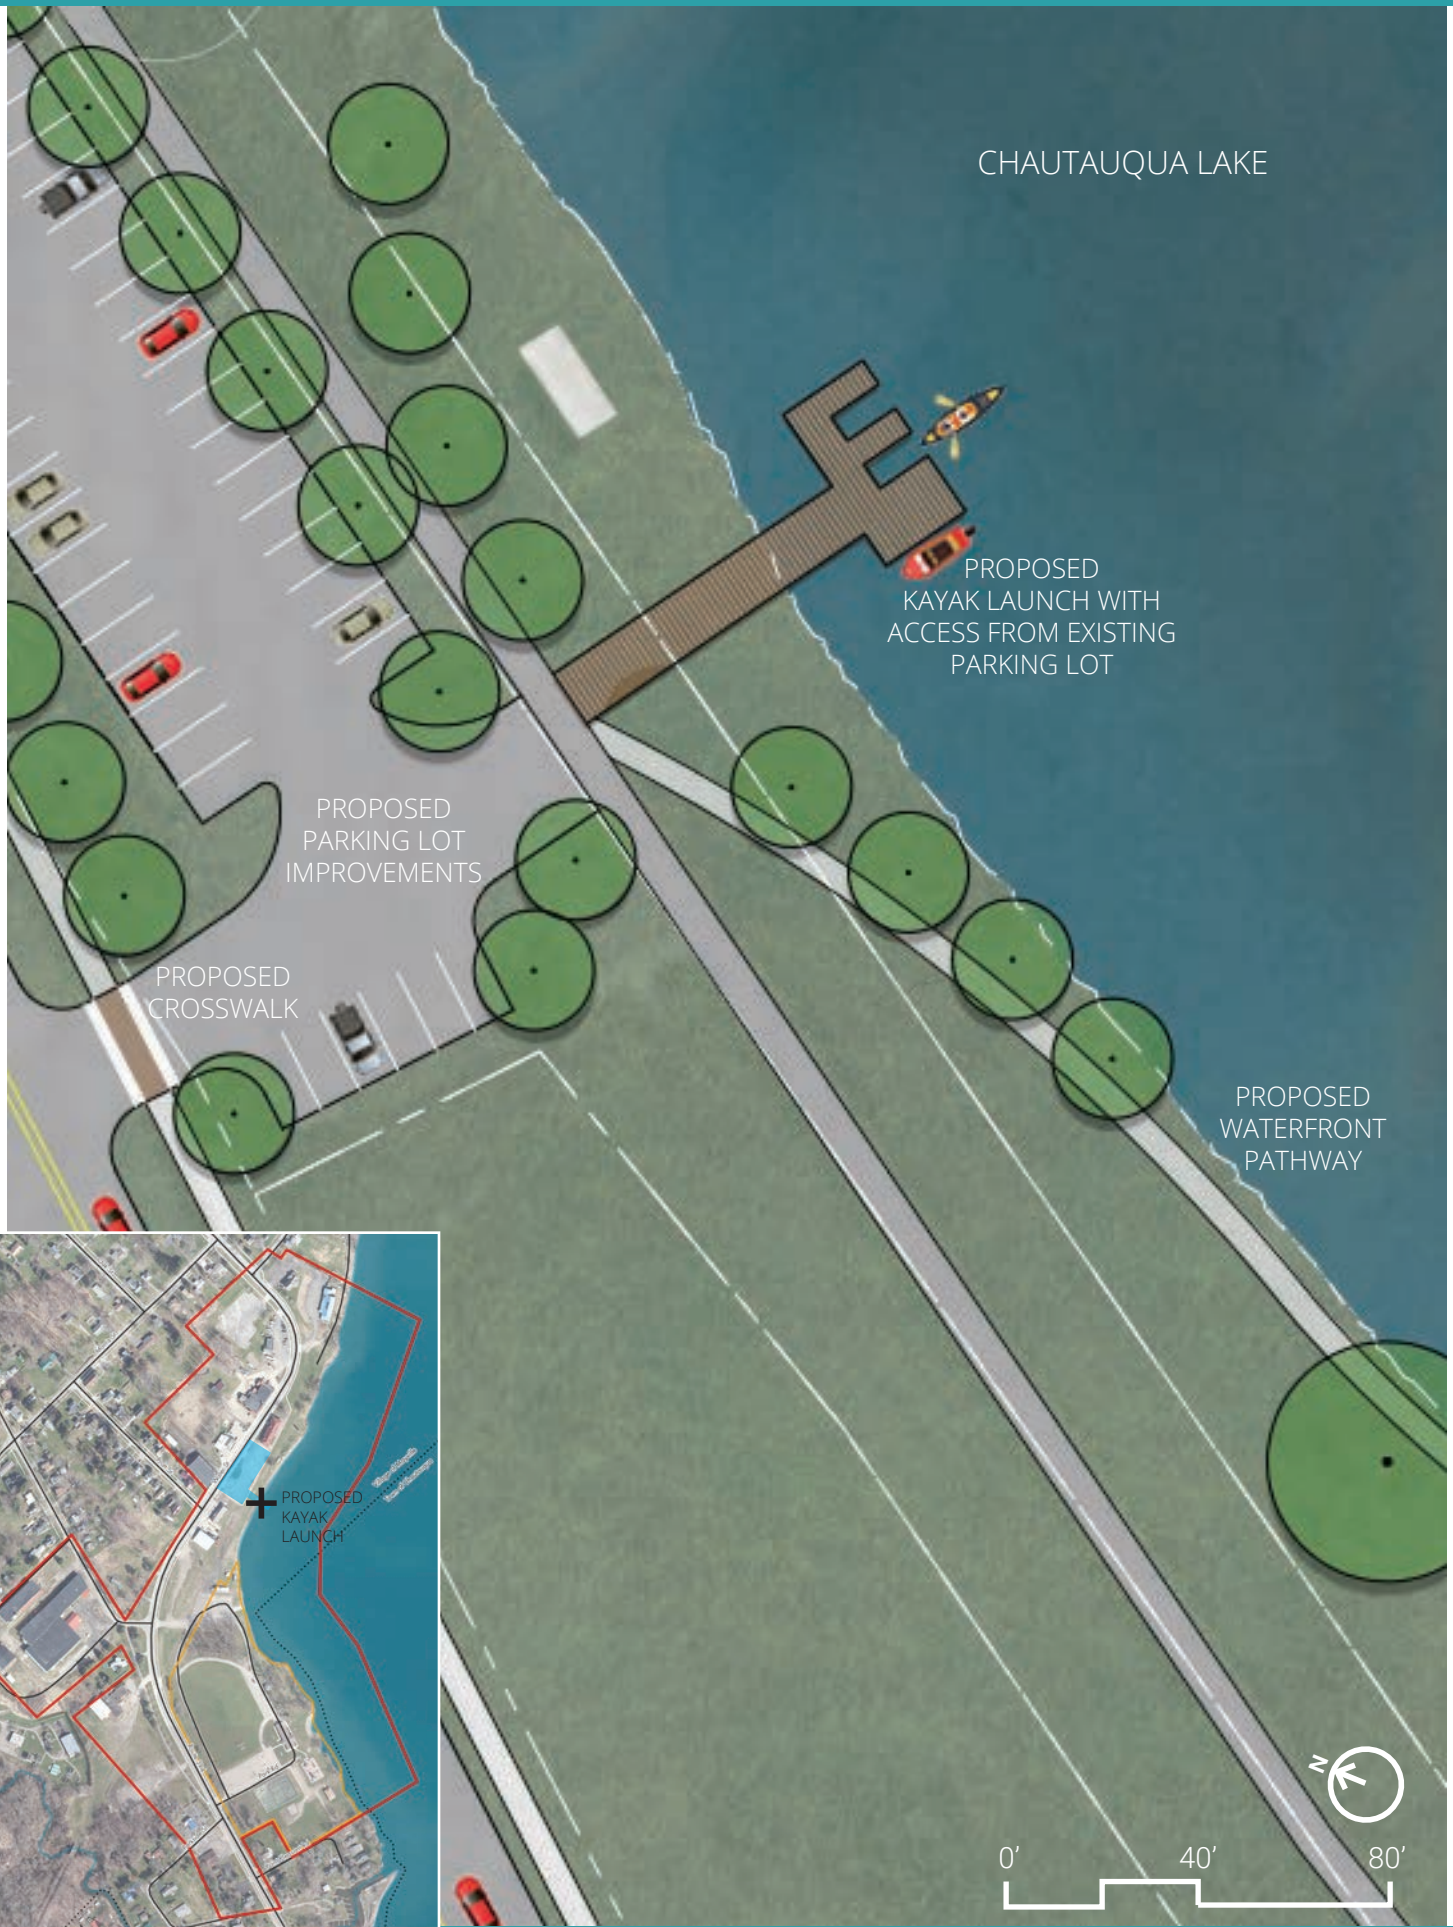 CHAUTAUQUA LAKE
PROPOSED
KAYAK LAUNCH WITH
ACCESS FROM EXISTING
PARKING LOT
PROPOSED
PARKING LOT
IMPROVEMENTS
PROPOSED
CROSSWALK
PROPOSED
WATERFRONT
PATHWAY
PROPOSED
KAYAK
LAUNCH
N
0’ 40’ 80’